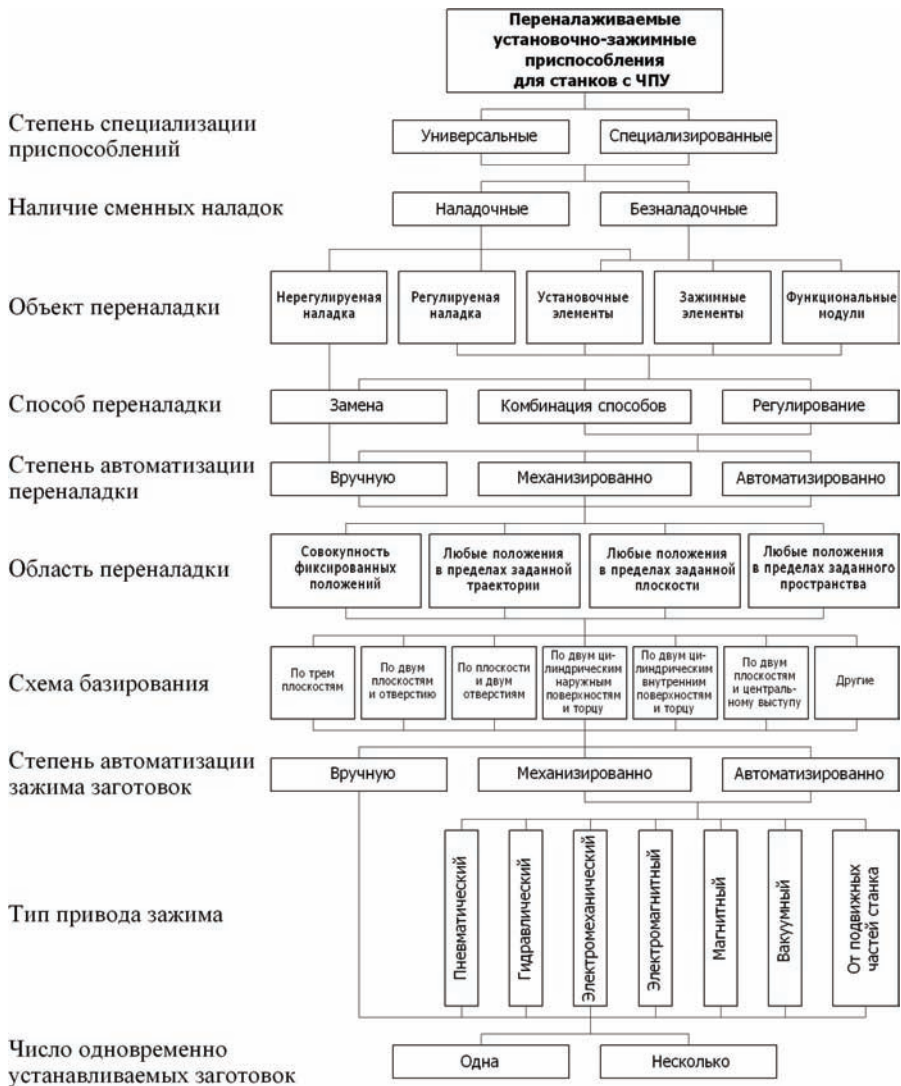 Переналаживаемые
установочно-зажимные
приспособления
для станков с ЧПУ
Степень специализации
приспособлений
Универсальные
Специализированные
Наличие сменных наладок
Наладочные
Безналадочные
Объект переналадки
Нерегулируемая
наладка
Регулируемая
наладка
Установочные
элементы
Зажимные
элементы
Функциональные
модули
Способ переналадки
Замена
Комбинация способов
Регулирование
Степень автоматизации
переналадки
Вручную
Механизированно
Автоматизированно
Область переналадки
Совокупность
фиксированных
положений
Любые положения
в пределах заданной
траектории
Любые положения
в пределах заданной
плоскости
Любые положения
в пределах заданного
пространства
Схема базирования
По трем
плоскостям
По двум
плоскостям
и отверстию
По плоскости
и двум
отверстиям
По двум ци-
линдрическим
наружным
поверхностям
и торцу
По двум ци-
линдрическим
внутренним
поверхностям
и торцу
По двум
плоскостям
и централь-
ному выступу
Другие
Степень автоматизации
зажима заготовок
Вручную
Механизированно
Автоматизированно
Тип привода зажима
Пневматический
Гидравлический
Электромеханический
Электромагнитный
Магнитный
Вакуумный
От подвижных
частей станка
Число одновременно
устанавливаемых заготовок
Одна
Несколько